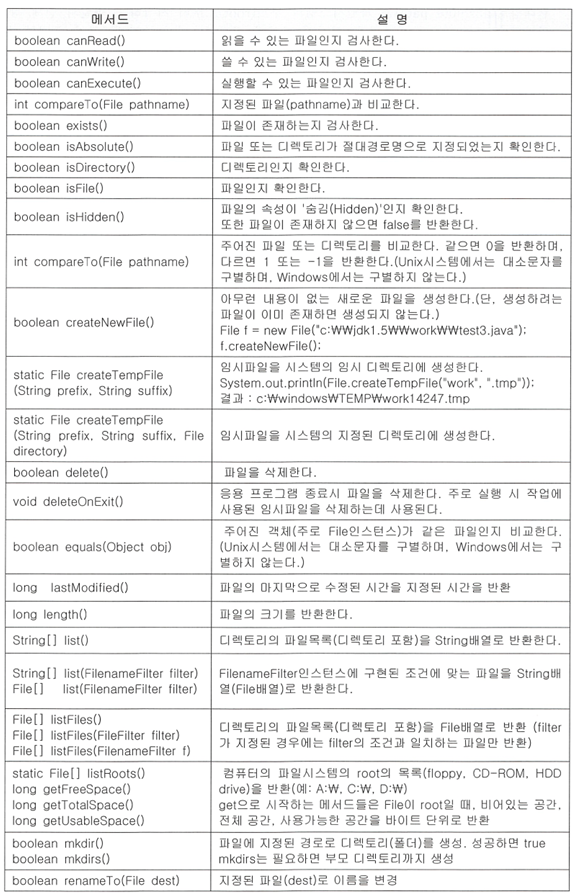 메서드 설 명
boolean canRead() 읽을 수 있는 파일인지 검사한다.
boolean canWrite() 쓸 수 있는 파일인지 검사한다.
boolean canExecute() 실행할 수 있는 파일인지 검사한다.
int compareTo(File pathname) 지정된 파일(pathname)과 비교한다.
boolean exists() 파일이 존재하는지 검사한다.
boolean isAbsolute() 파일 또는 디렉토리가 절대경로명으로 지정되었는지 확인한다.
boolean isDirectory() 디렉토리인지 확인한다.
boolean isFile() 파일인지 확인한다.
boolean isHidden() 파일의 속성이 '숨김(Hidden)'인지 확인한다.
또한 파일이 존재하지 않으면 false를 반환한다.
int compareTo(File pathname) 주어진 파일 또는 디렉토리를 비교한다. 같으면 0을 반환하며,
다르면 1 또는 -1을 반환한다.(Unix시스템에서는 대소문자를
구별하며, Windows에서는 구별하지 않는다.)
boolean createNewFile() 아무런 내용이 없는 새로운 파일을 생성한다.(단, 생성하려는
파일이 이미 존재하면 생성되지 않는다.)
File f = new File("c:₩₩jdk1.5₩₩work₩₩test3.java");
f.createNewFile();
static File createTempFile
(String prefix, String suffix) 임시파일을 시스템의 임시 디렉토리에 생성한다.
System.out.println(File.createTempFile("work", ".tmp"));
결과 : c:₩windows₩TEMP₩work14247.tmp
static File createTempFile
(String prefix, String suffix, File
directory) 임시파일을 시스템의 지정된 디렉토리에 생성한다.
boolean delete() 파일을 삭제한다.
void deleteOnExit() 응용 프로그램 종료시 파일을 삭제한다. 주로 실행 시 작업에
사용된 임시파일을 삭제하는데 사용된다.
boolean equals(Object obj) 주어진 객체(주로 File인스턴스)가 같은 파일인지 비교한다.
(Unix시스템에서는 대소문자를 구별하며, Windows에서는 구
별하지 않는다.)
long lastModified() 파일의 마지막으로 수정된 시간을 지정된 시간을 반환
long length() 파일의 크기를 반환한다.
String[] list() 디렉토리의 파일목록(디렉토리 포함)을 String배열로 반환한다.
String[] list(FilenameFilter filter)
File[] list(FilenameFilter filter) FilenameFilter인스턴스에 구현된 조건에 맞는 파일을 String배
열(File배열)로 반환한다.
File[] listFiles()
File[] listFiles(FileFilter filter)
File[] listFiles(FilenameFilter f) 디렉토리의 파일목록(디렉토리 포함)을 File배열로 반환 (filter
가 지정된 경우에는 filter의 조건과 일치하는 파일만 반환)
static File[] listRoots()
long getFreeSpace()
long getTotalSpace()
long getUsableSpace() 컴퓨터의 파일시스템의 root의 목록(floppy, CD-ROM, HDD
drive)을 반환(예: A:₩, C:₩, D:₩)
get으로 시작하는 메서드들은 File이 root일 때, 비어있는 공간,
전체 공간, 사용가능한 공간을 바이트 단위로 반환
boolean mkdir()
boolean mkdirs() 파일에 지정된 경로로 디렉토리(폴더)를 생성. 성공하면 true
mkdirs는 필요하면 부모 디렉토리까지 생성
boolean renameTo(File dest) 지정된 파일(dest)로 이름을 변경